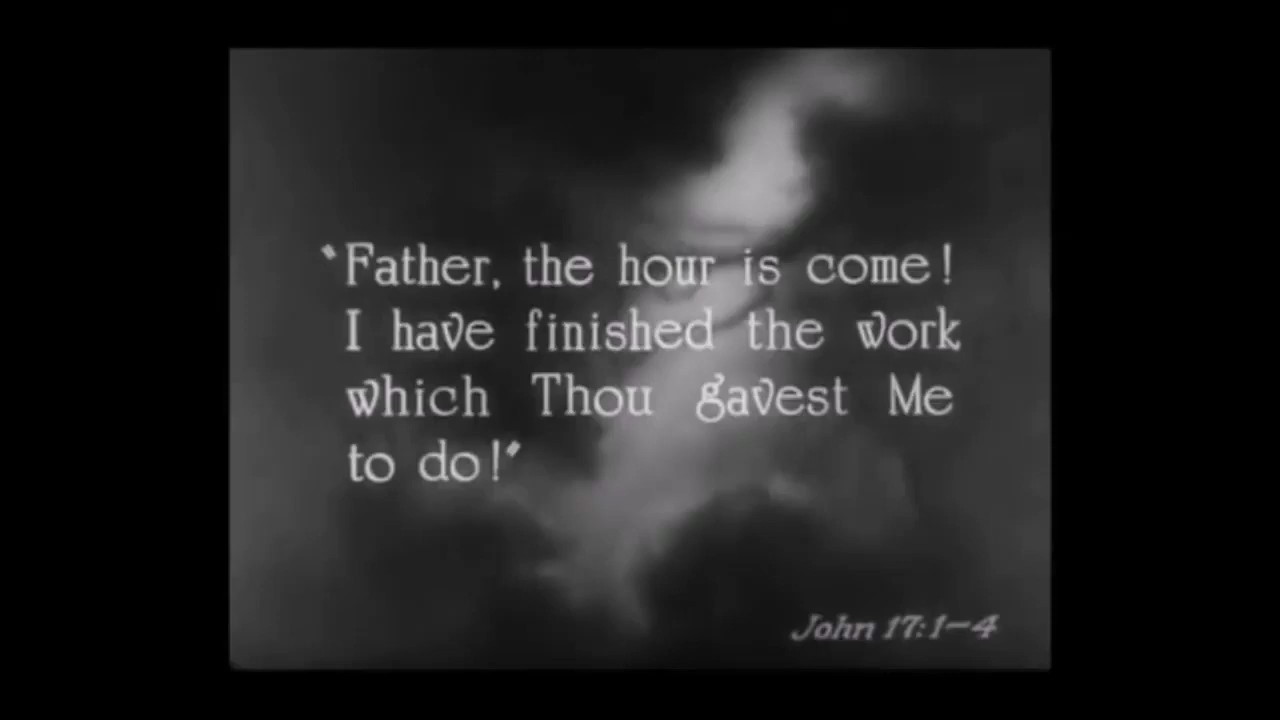 “Father, the hour is come!
I have finished the work
which Thou gavest Me
to do!”
John 17:1—4